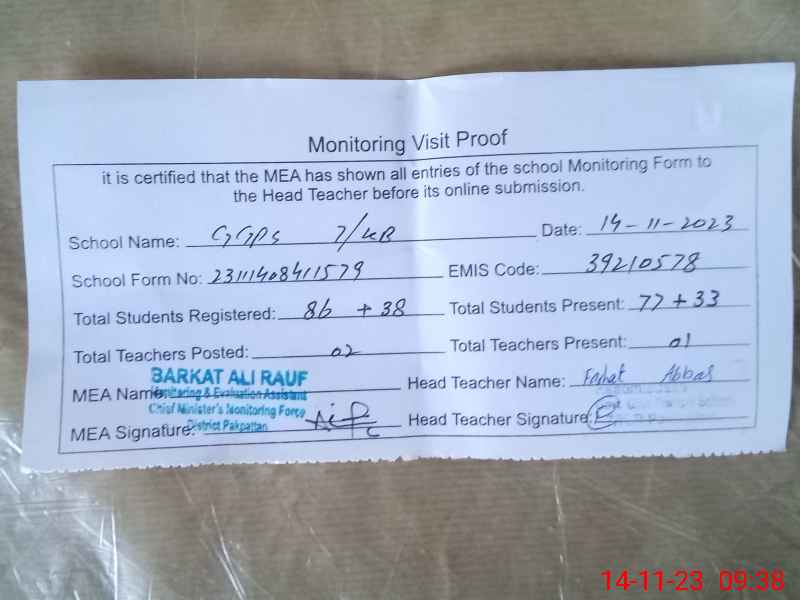 Monitoring Visit Proof
it is certified that the MEA has shown all entries of the school Monitoring Form to
the Head Teacher before its online submission.
School Name: GGPS 7/KB Date: 14-11-2023
School Form No: 23111408411579 EMIS Code: 39210578
Total Students Registered: 86 + 38 Total Students Present: 77 + 33
Total Teachers Posted: 02 Total Teachers Present: 01
MEA Name: BARKAT ALI RAUF Head Teacher Name: Farhat Abbas
Monitoring & Evaluation Assistant
Chief Minister's Monitoring Force
District Pakpattan
MEA Signature: Head Teacher Signature:
14-11-23 09:38